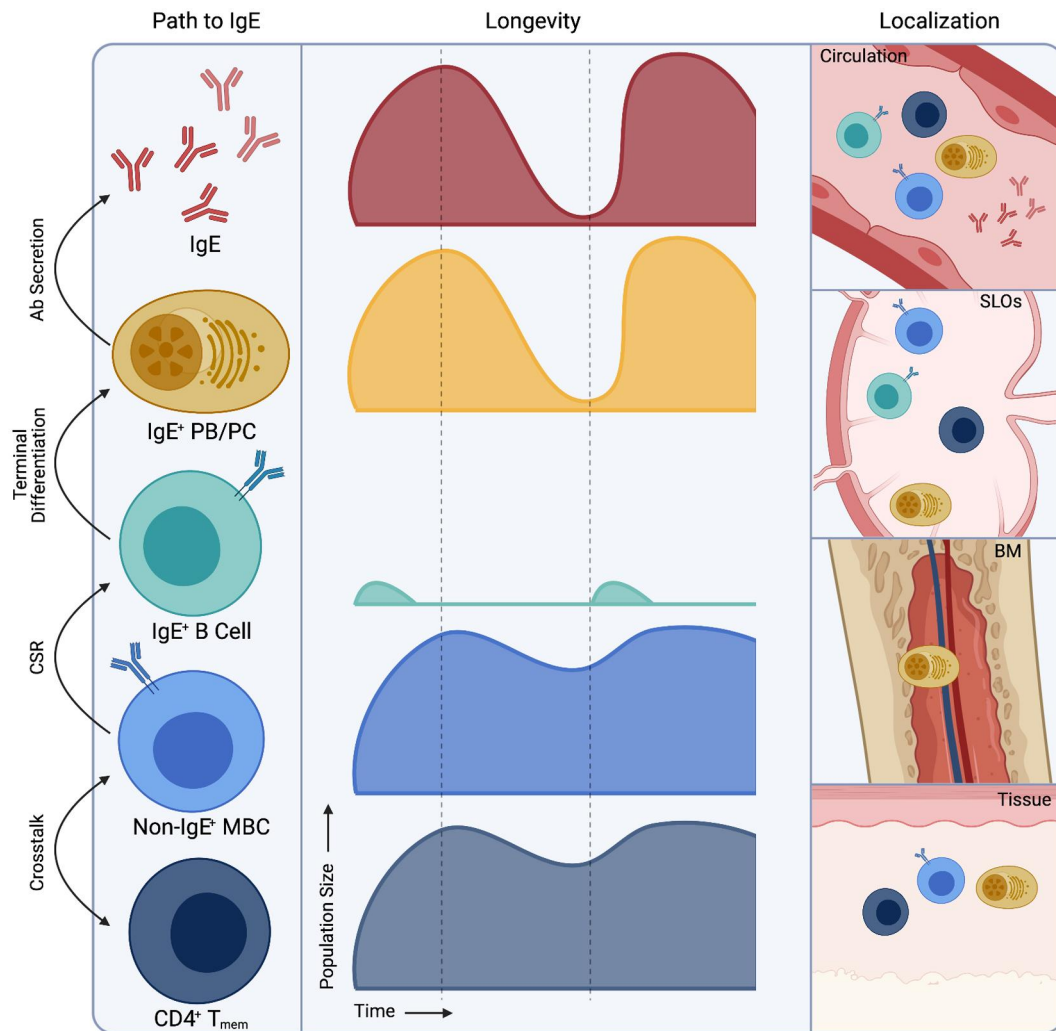 Path to IgE
Longevity
Localization
IgE
Ab Secretion
IgE⁺ PB/PC
Terminal
Differentiation
IgE⁺ B Cell
CSR
Non-IgE⁺ MBC
Crosstalk
CD4⁺ Tmem
Population Size
Time
Circulation
SLOs
BM
Tissue